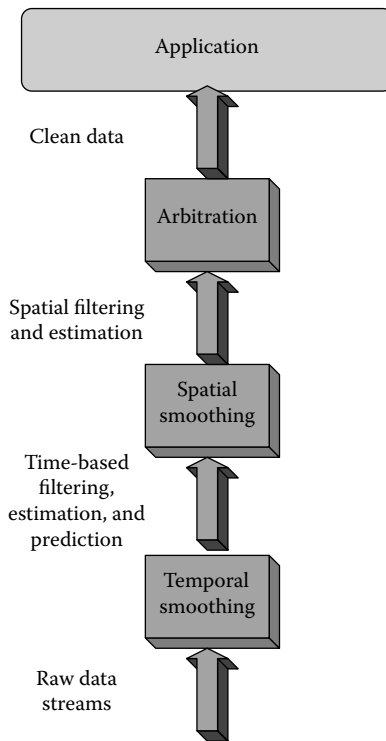 Application
Clean data
Arbitration
Spatial filtering
and estimation
Spatial
smoothing
Time-based
filtering,
estimation, and
prediction
Temporal
smoothing
Raw data
streams